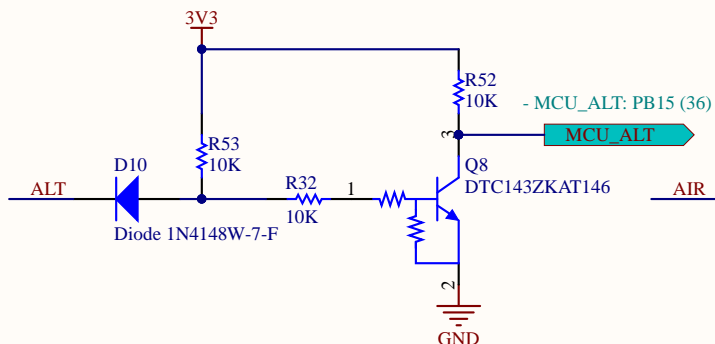 3V3
R52
10K
- MCU_ALT: PB15 (36)
MCU_ALT
3
R53
10K
D10
ALT
Diode 1N4148W-7-F
R32
10K
1
Q8
DTC143ZKAT146
AIR
2
GND